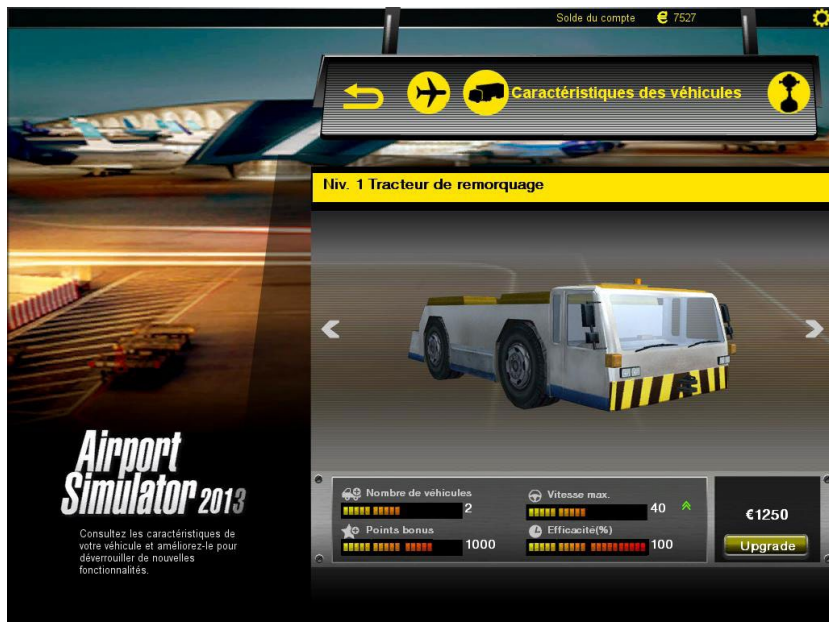 Solde du compte € 7527
Caractéristiques des véhicules
Niv. 1 Tracteur de remorquage
Nombre de véhicules
2
Vitesse max.
40
Points bonus
1000
Efficacité(%)
100
€1250
Upgrade
Airport
Simulator 2013
Consultez les caractéristiques de
votre véhicule et améliorez-le pour
déverrouiller de nouvelles
fonctionnalités.